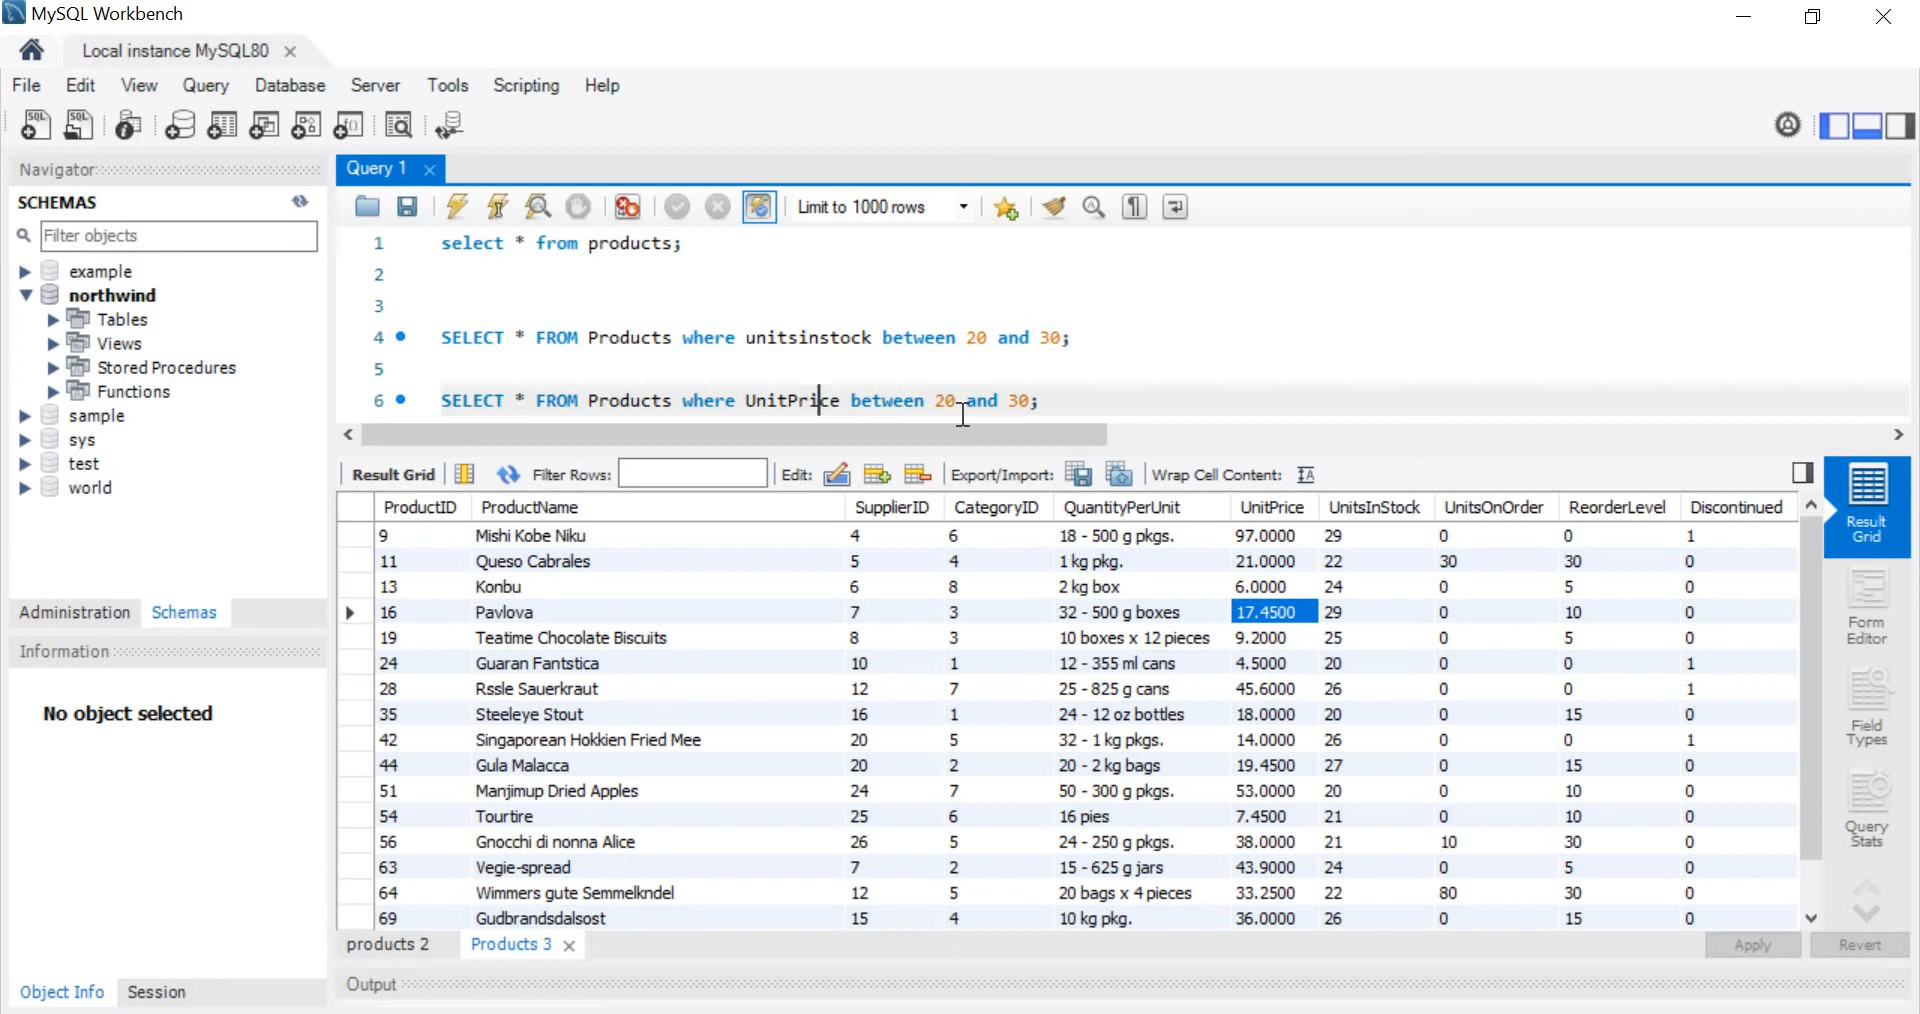 MySQL Workbench
Local instance MySQL80
File Edit View Query Database Server Tools Scripting Help
Navigator
SCHEMAS
Filter objects
example
northwind
Tables
Views
Stored Procedures
Functions
sample
sys
test
world
Administration Schemas
Information
No object selected
Object Info Session
Query 1
Limit to 1000 rows
1 select * from products;
2
3
4 SELECT * FROM Products where unitsinstock between 20 and 30;
5
6 SELECT * FROM Products where UnitPrice between 20 and 30;
Result Grid Filter Rows: Edit: Export/Import: Wrap Cell Content:
ProductID ProductName SupplierID CategoryID QuantityPerUnit UnitPrice UnitsInStock UnitsOnOrder ReorderLevel Discontinued
9 Mishi Kobe Niku 4 6 18 - 500 g pkgs. 97.0000 29 0 0 1
11 Queso Cabrales 5 4 1 kg pkg. 21.0000 22 30 30 0
13 Konbu 6 8 2 kg box 6.0000 24 0 5 0
16 Pavlova 7 3 32 - 500 g boxes 17.4500 29 0 10 0
19 Teatime Chocolate Biscuits 8 3 10 boxes x 12 pieces 9.2000 25 0 5 0
24 Guaran Fantstica 10 1 12 - 355 ml cans 4.5000 20 0 0 1
28 Rssle Sauerkraut 12 7 25 - 825 g cans 45.6000 26 0 0 1
35 Steeleye Stout 16 1 24 - 12 oz bottles 18.0000 20 0 15 0
42 Singaporean Hokkien Fried Mee 20 5 32 - 1 kg pkgs. 14.0000 26 0 0 1
44 Gula Malacca 20 2 20 - 2 kg bags 19.4500 27 0 15 0
51 Manjimup Dried Apples 24 7 50 - 300 g pkgs. 53.0000 20 0 10 0
54 Tourtire 25 6 16 pies 7.4500 21 0 10 0
56 Gnocchi di nonna Alice 26 5 24 - 250 g pkgs. 38.0000 21 10 30 0
63 Vegie-spread 7 2 15 - 625 g jars 43.9000 24 0 5 0
64 Wimmers gute Semmelkndel 12 5 20 bags x 4 pieces 33.2500 22 80 30 0
69 Gudbrandsdalsost 15 4 10 kg pkg. 36.0000 26 0 15 0
Result
Grid
Form
Editor
Field
Types
Query
Stats
products 2 Products 3 Apply Revert
Output